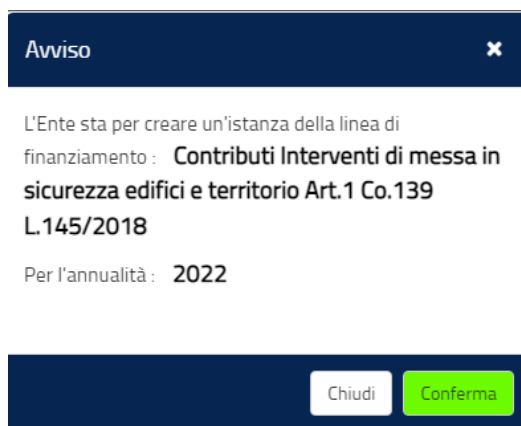 Avviso
L'Ente sta per creare un'istanza della linea di
finanziamento : Contributi Interventi di messa in
sicurezza edifici e territorio Art.1 Co.139
L.145/2018
Per l'annualità : 2022
Chiudi
Conferma